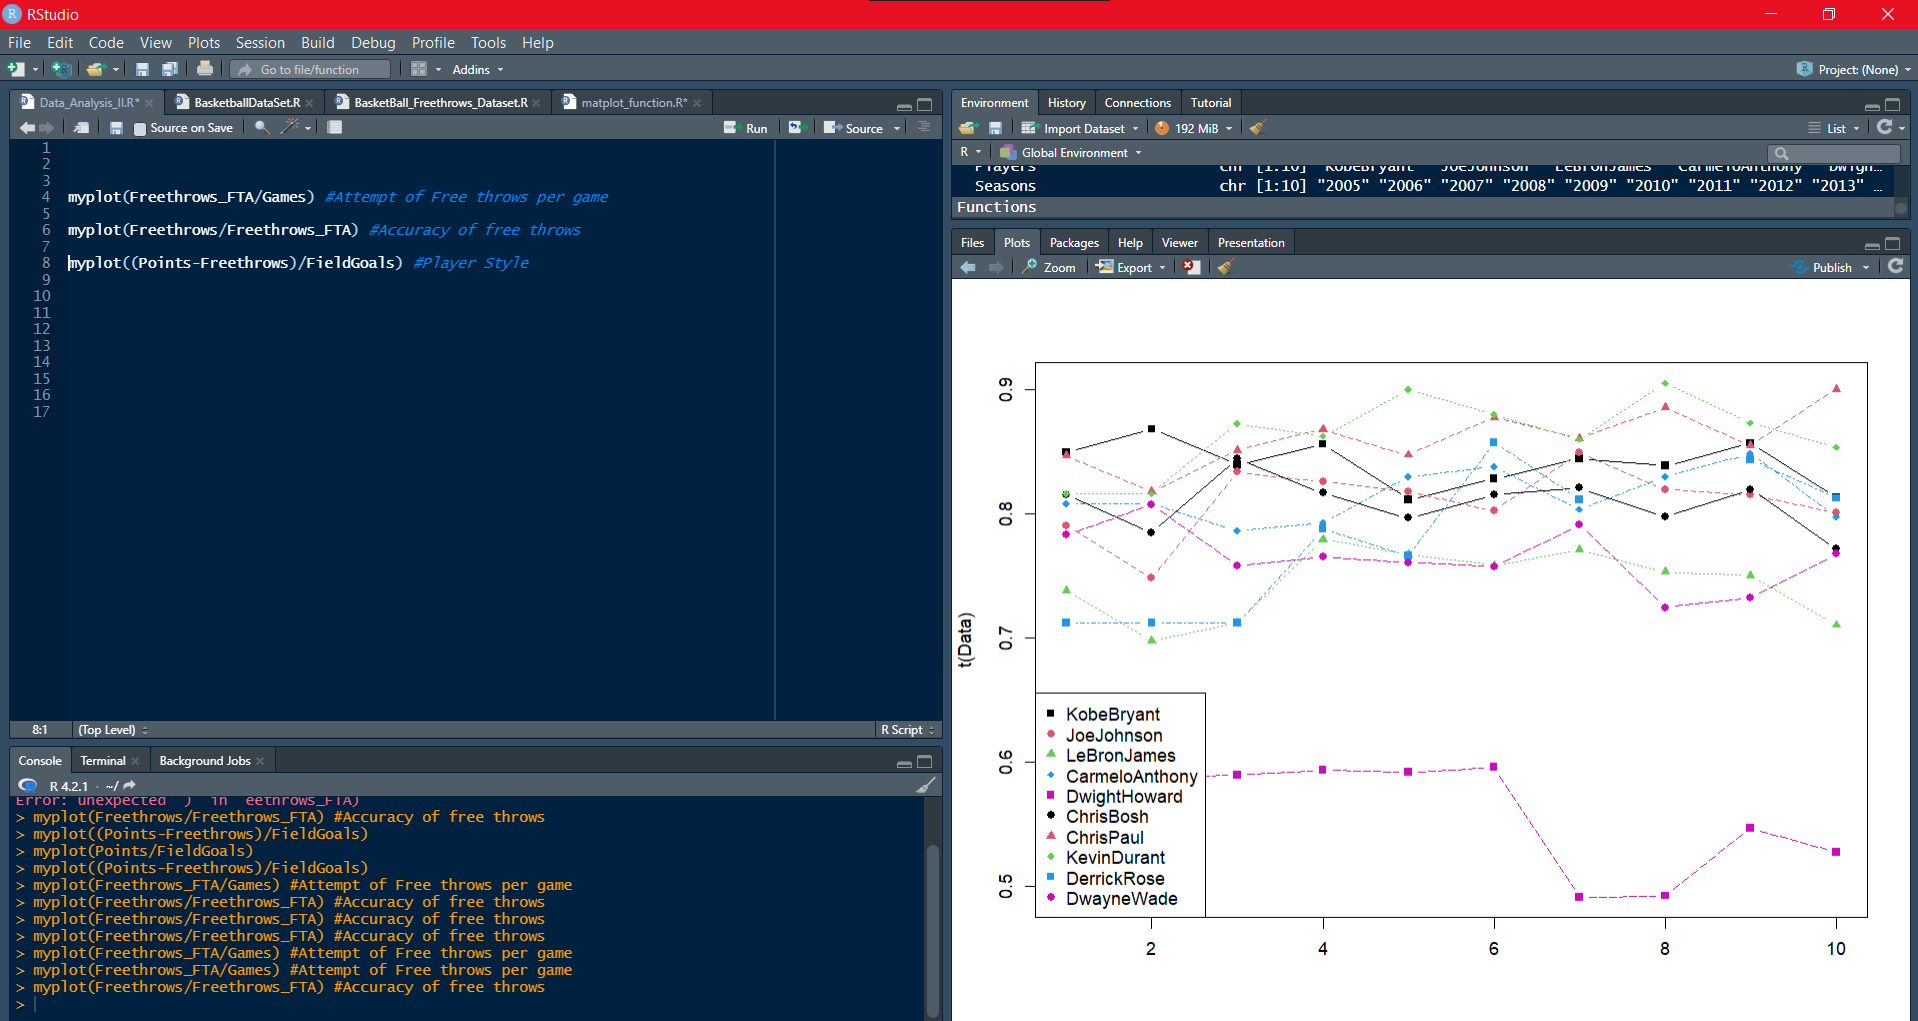 RStudio
File Edit Code View Plots Session Build Debug Profile Tools Help
Go to file/function Addins Project: (None)
Data_Analysis_II.R* BasketballDataSet.R BasketBall_Freethrows_Dataset.R matplot_function.R*
Source on Save Run Source
1
2
3
4 myplot(Freethrows_FTA/Games) #Attempt of Free throws per game
5
6 myplot(Freethrows/Freethrows_FTA) #Accuracy of free throws
7
8 myplot((Points-Freethrows)/FieldGoals) #Player Style
9
10
11
12
13
14
15
16
17
8:1 (Top Level) R Script
Console Terminal Background Jobs
R 4.2.1 · ~/
Error: unexpected ')' in "eethrows_FTA)"
> myplot(Freethrows/Freethrows_FTA) #Accuracy of free throws
> myplot((Points-Freethrows)/FieldGoals)
> myplot(Points/FieldGoals)
> myplot((Points-Freethrows)/FieldGoals)
> myplot(Freethrows_FTA/Games) #Attempt of Free throws per game
> myplot(Freethrows/Freethrows_FTA) #Accuracy of free throws
> myplot(Freethrows/Freethrows_FTA) #Accuracy of free throws
> myplot(Freethrows/Freethrows_FTA) #Accuracy of free throws
> myplot(Freethrows_FTA/Games) #Attempt of Free throws per game
> myplot(Freethrows_FTA/Games) #Attempt of Free throws per game
> myplot(Freethrows/Freethrows_FTA) #Accuracy of free throws
>
Environment History Connections Tutorial
Import Dataset 192 MiB List
R Global Environment
Players chr [1:10] "KobeBryant" "JoeJohnson" "LeBronJames" "CarmeloAnthony" "Dwigh…
Seasons chr [1:10] "2005" "2006" "2007" "2008" "2009" "2010" "2011" "2012" "2013" …
Functions
Files Plots Packages Help Viewer Presentation
Zoom Export Publish
t(Data)
0.9
0.8
0.7
0.6
0.5
KobeBryant
JoeJohnson
LeBronJames
CarmeloAnthony
DwightHoward
ChrisBosh
ChrisPaul
KevinDurant
DerrickRose
DwayneWade
2 4 6 8 10